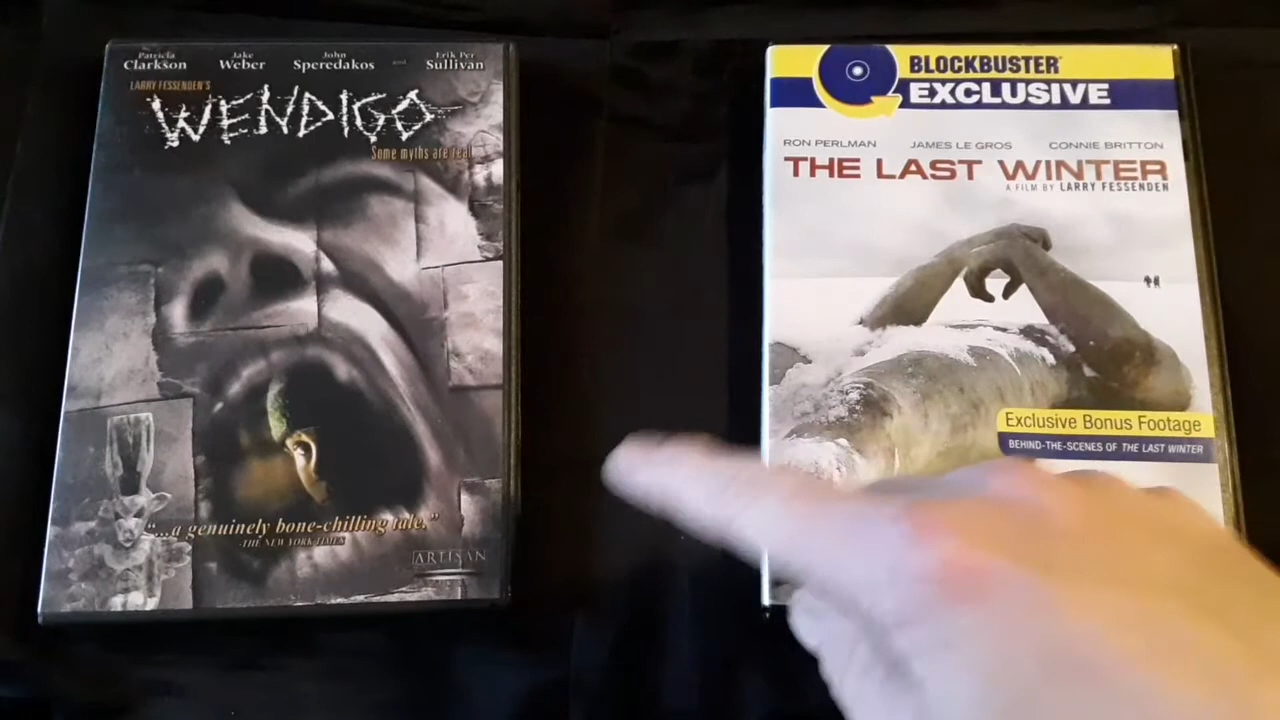 Patricia Clarkson
Jake Weber
John Speredakos
and
Erik Per Sullivan
LARRY FESSENDEN'S
WENDIGO
Some myths are real
"...a genuinely bone-chilling tale."
-THE NEW YORK TIMES
ARTISAN
BLOCKBUSTER
EXCLUSIVE
RON PERLMAN JAMES LE GROS CONNIE BRITTON
THE LAST WINTER
A FILM BY LARRY FESSENDEN
Exclusive Bonus Footage
BEHIND-THE-SCENES OF THE LAST WINTER